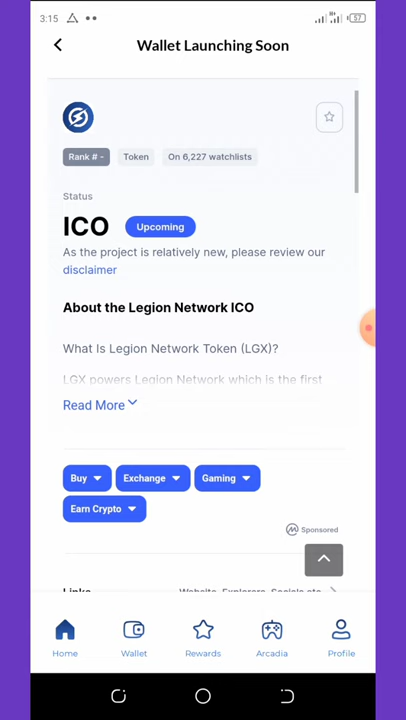 3:15
57
Wallet Launching Soon
Rank # -
Token
On 6,227 watchlists
Status
ICO
Upcoming
As the project is relatively new, please review our
disclaimer
About the Legion Network ICO
What Is Legion Network Token (LGX)?
LGX powers Legion Network which is the first
Read More
Buy
Exchange
Gaming
Earn Crypto
Sponsored
Links
Website, Explorers, Socials etc.
Home
Wallet
Rewards
Arcadia
Profile